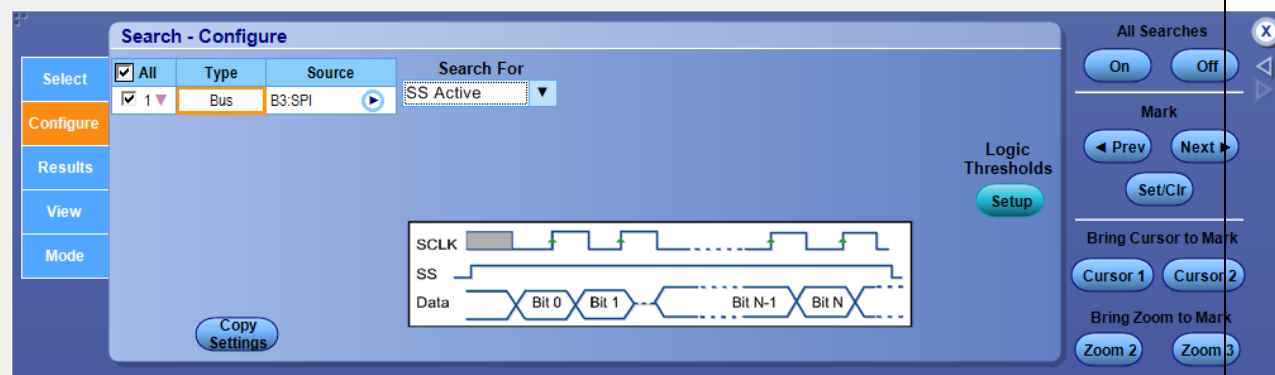 Search - Configure
Select
Configure
Results
View
Mode
All Type Source
1 Bus B3:SPI
Search For
SS Active
Logic
Thresholds
Setup
SCLK
SS
Data Bit 0 Bit 1 Bit N-1 Bit N
Copy
Settings
All Searches
X
On Off
Mark
◄ Prev Next ►
Set/Clr
Bring Cursor to Mark
Cursor 1 Cursor 2
Bring Zoom to Mark
Zoom 2 Zoom 3